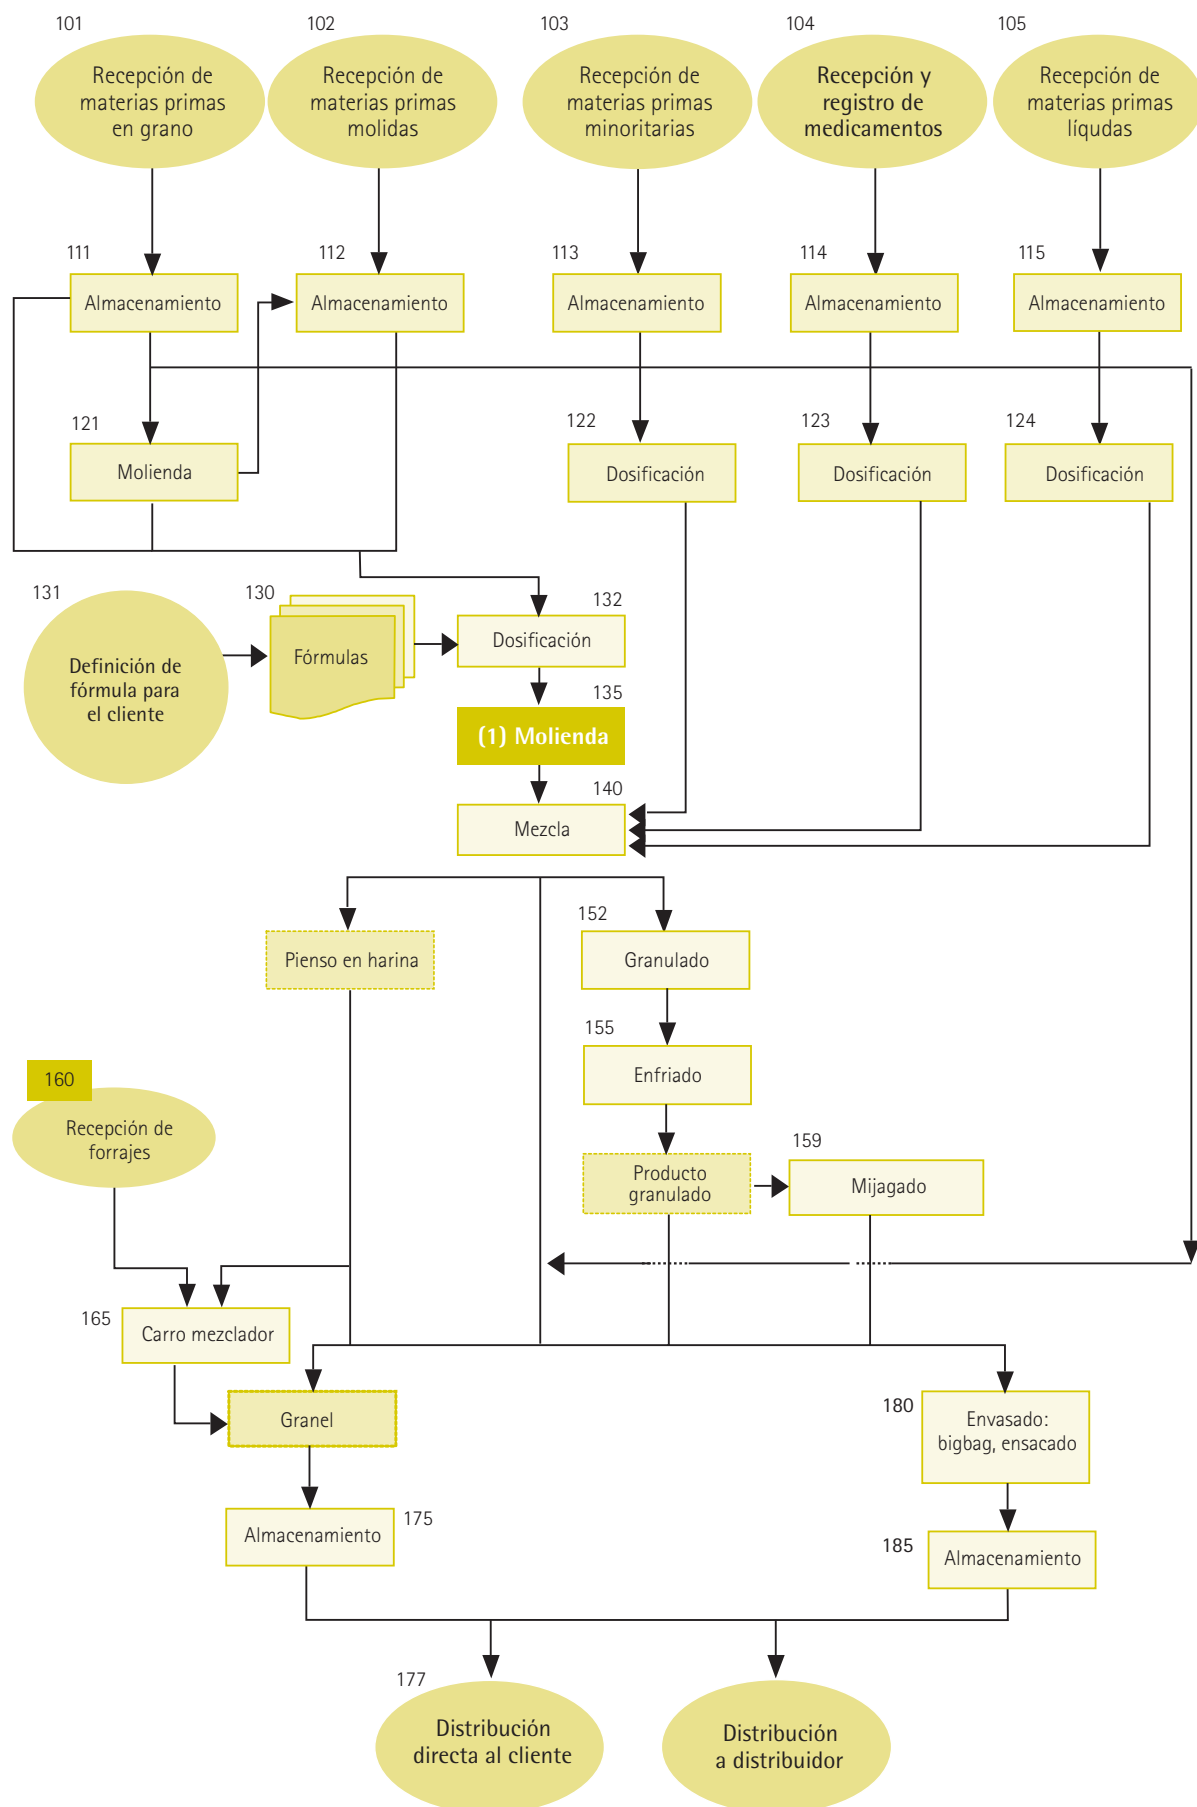 101
102
103
104
105
Recepción de
materias primas
en grano
Recepción de
materias primas
molidas
Recepción de
materias primas
minoritarias
Recepción y
registro de
medicamentos
Recepción de
materias primas
líqudas
111
112
113
114
115
Almacenamiento
Almacenamiento
Almacenamiento
Almacenamiento
Almacenamiento
121
122
123
124
Molienda
Dosificación
Dosificación
Dosificación
131
130
132
Definición de
fórmula para
el cliente
Fórmulas
Dosificación
135
(1) Molienda
140
Mezcla
152
Pienso en harina
Granulado
155
Enfriado
160
Recepción de
forrajes
159
Producto
granulado
Mijagado
165
Carro mezclador
Granel
180
Envasado:
bigbag, ensacado
175
Almacenamiento
185
Almacenamiento
177
Distribución
directa al cliente
Distribución
a distribuidor